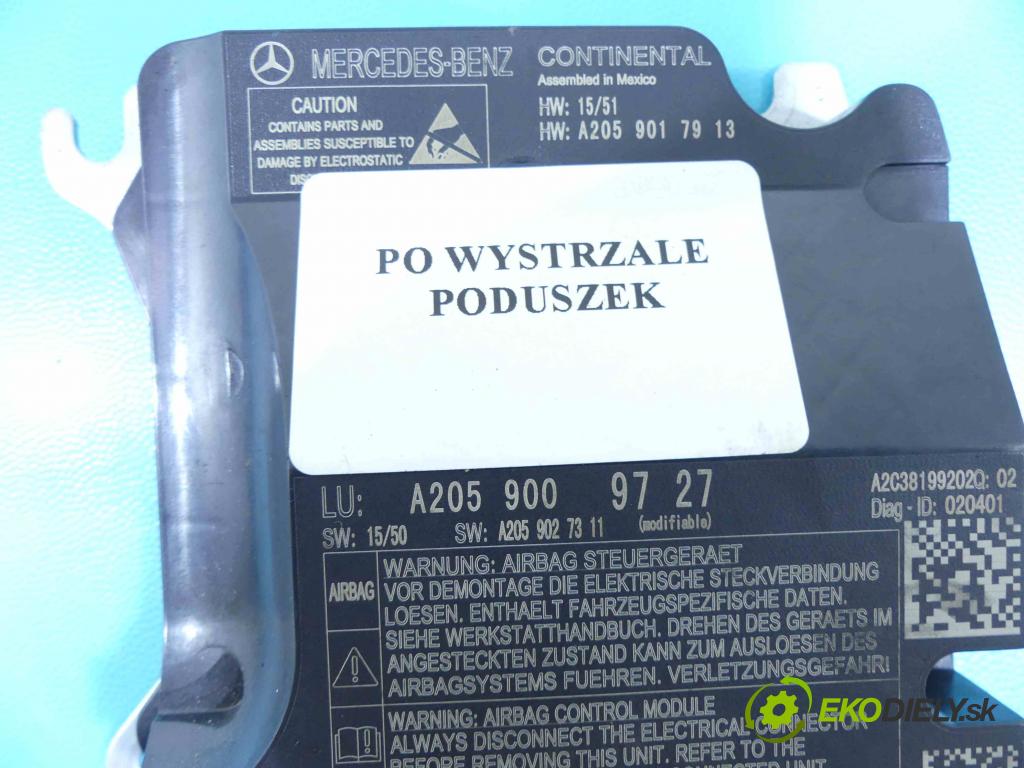 MERCEDES-BENZ
CONTINENTAL
Assembled in Mexico
HW: 15/51
HW: A205 901 79 13
CAUTION
CONTAINS PARTS AND
ASSEMBLIES SUSCEPTIBLE TO
DAMAGE BY ELECTROSTATIC
PO WYSTRZALE
PODUSZEK
LU: A205 900 97 27
(modifiable)
SW: 15/50 SW: A205 902 73 11
A2C38199202Q: 02
Diag - ID: 020401
AIRBAG
WARNUNG: AIRBAG STEUERGERAET
VOR DEMONTAGE DIE ELEKTRISCHE STECKVERBINDUNG
LOESEN. ENTHAELT FAHRZEUGSPEZIFISCHE DATEN.
SIEHE WERKSTATTHANDBUCH. DREHEN DES GERAETS IM
ANGESTECKTEN ZUSTAND KANN ZUM AUSLOESEN DES
AIRBAGSYSTEMS FUEHREN. VERLETZUNGSGEFAHR!
WARNING: AIRBAG CONTROL MODULE
ALWAYS DISCONNECT THE ELECTRICAL CONNECTOR
BEFORE REMOVING THIS UNIT. REFER TO THE
CONNECTED UNIT
EKODIELY.sk